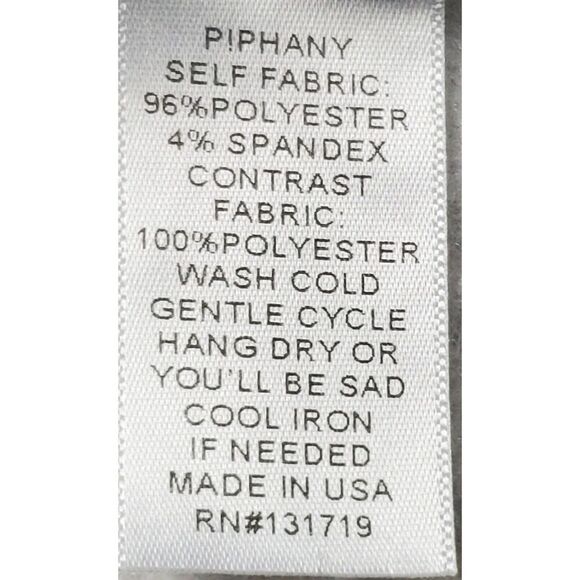 P!PHANY
SELF FABRIC:
96%POLYESTER
4% SPANDEX
CONTRAST
FABRIC:
100%POLYESTER
WASH COLD
GENTLE CYCLE
HANG DRY OR
YOU'LL BE SAD
COOL IRON
IF NEEDED
MADE IN USA
RN#131719